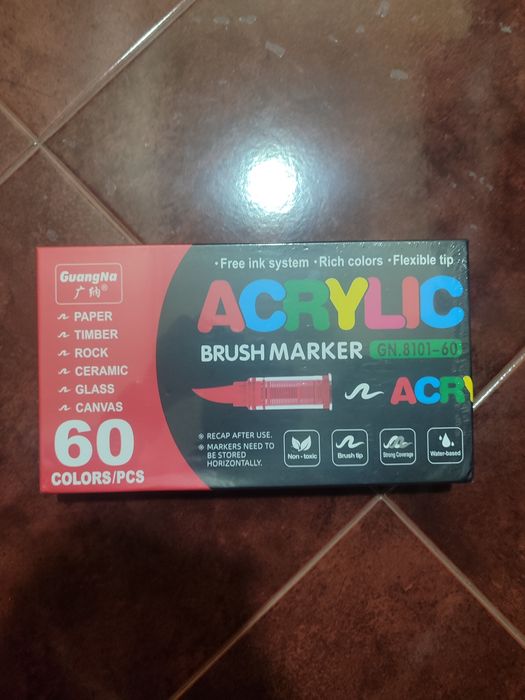 GuangNa
广纳®
PAPER
TIMBER
ROCK
CERAMIC
GLASS
CANVAS
60
COLORS/PCS
•Free ink system •Rich colors •Flexible tip
ACRYLIC
BRUSH MARKER GN.8101-60
ACRY
※ RECAP AFTER USE.
※ MARKERS NEED TO
BE STORED
HORIZONTALLY.
Non-toxic
Brush tip
Strong Coverage
Water-based